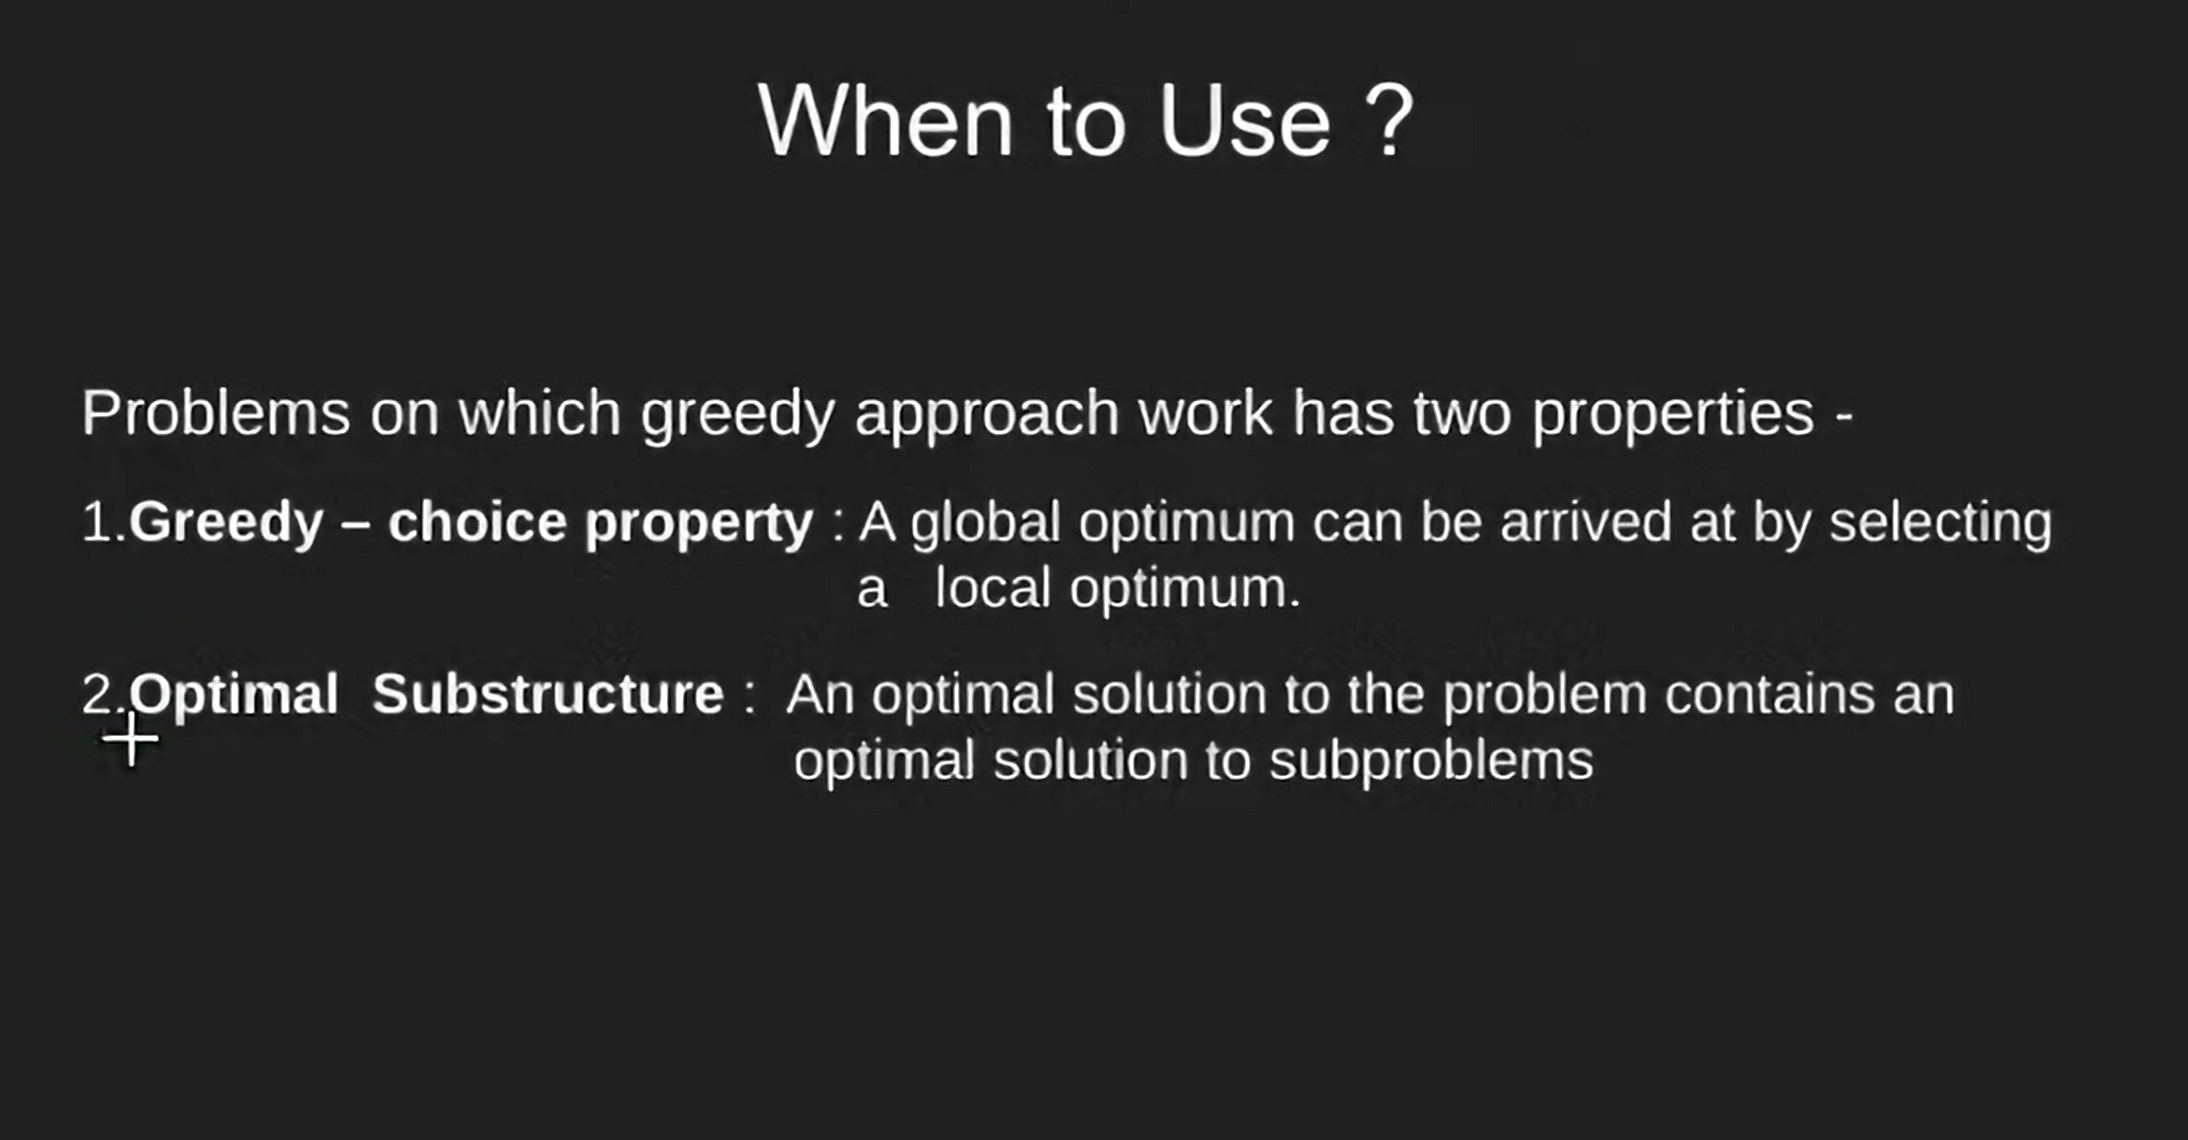 When to Use ?
Problems on which greedy approach work has two properties -
1.Greedy – choice property : A global optimum can be arrived at by selecting
a local optimum.
2.Optimal Substructure : An optimal solution to the problem contains an
optimal solution to subproblems